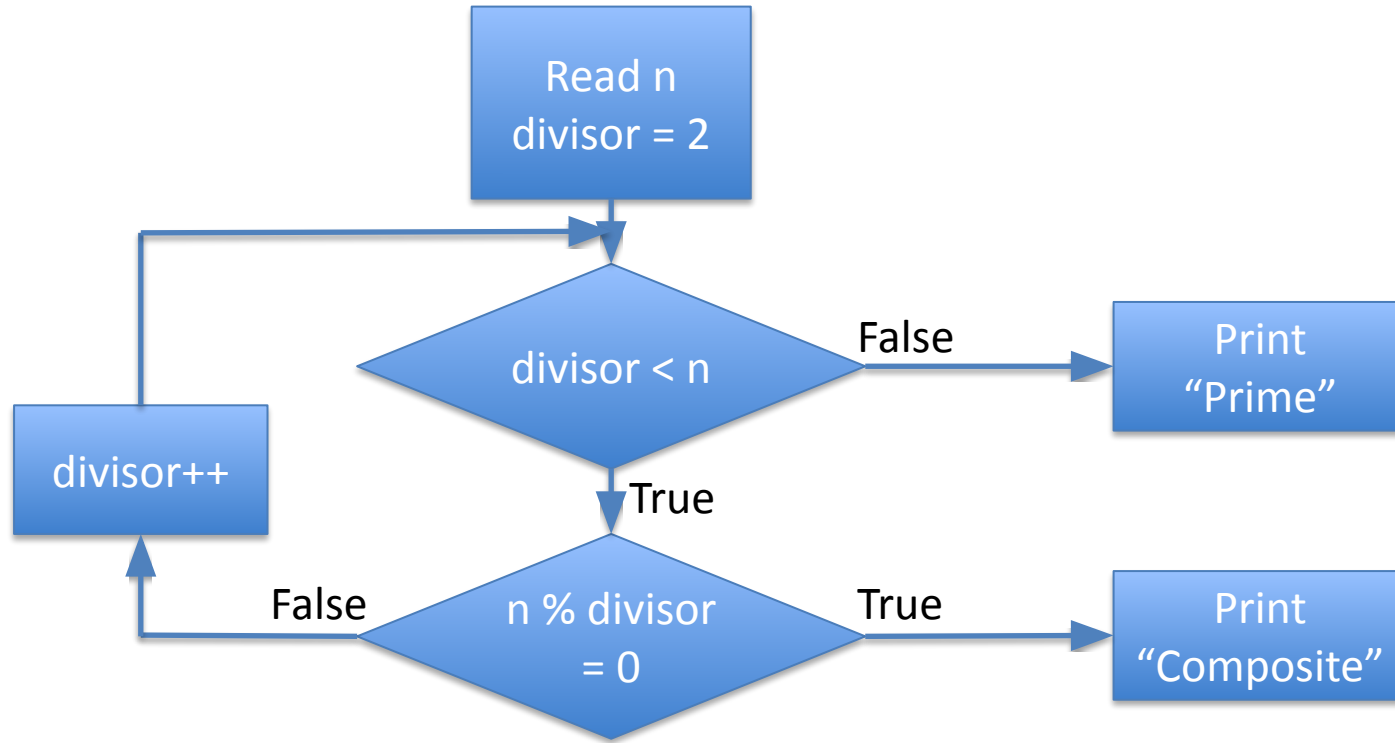 Read n
divisor = 2
divisor < n
False
Print
“Prime”
divisor++
True
False
n % divisor
= 0
True
Print
“Composite”